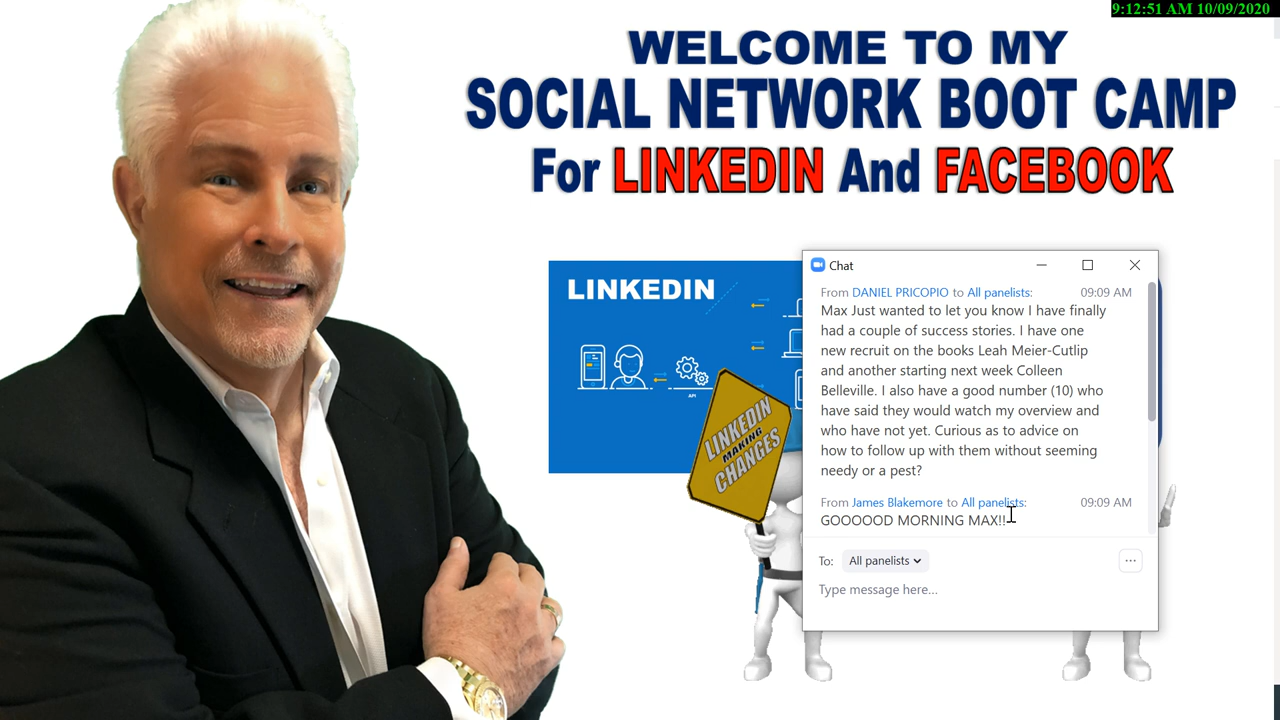 9:12:51 AM 10/09/2020
WELCOME TO MY
SOCIAL NETWORK BOOT CAMP
For LINKEDIN And FACEBOOK
LINKEDIN
API
LINKEDIN
MAKING
CHANGES
Chat
From DANIEL PRICOPIO to All panelists: 09:09 AM
Max Just wanted to let you know I have finally
had a couple of success stories. I have one
new recruit on the books Leah Meier-Cutlip
and another starting next week Colleen
Belleville. I also have a good number (10) who
have said they would watch my overview and
who have not yet. Curious as to advice on
how to follow up with them without seeming
needy or a pest?
From James Blakemore to All panelists: 09:09 AM
GOOOOOD MORNING MAX!!
To: All panelists
Type message here...